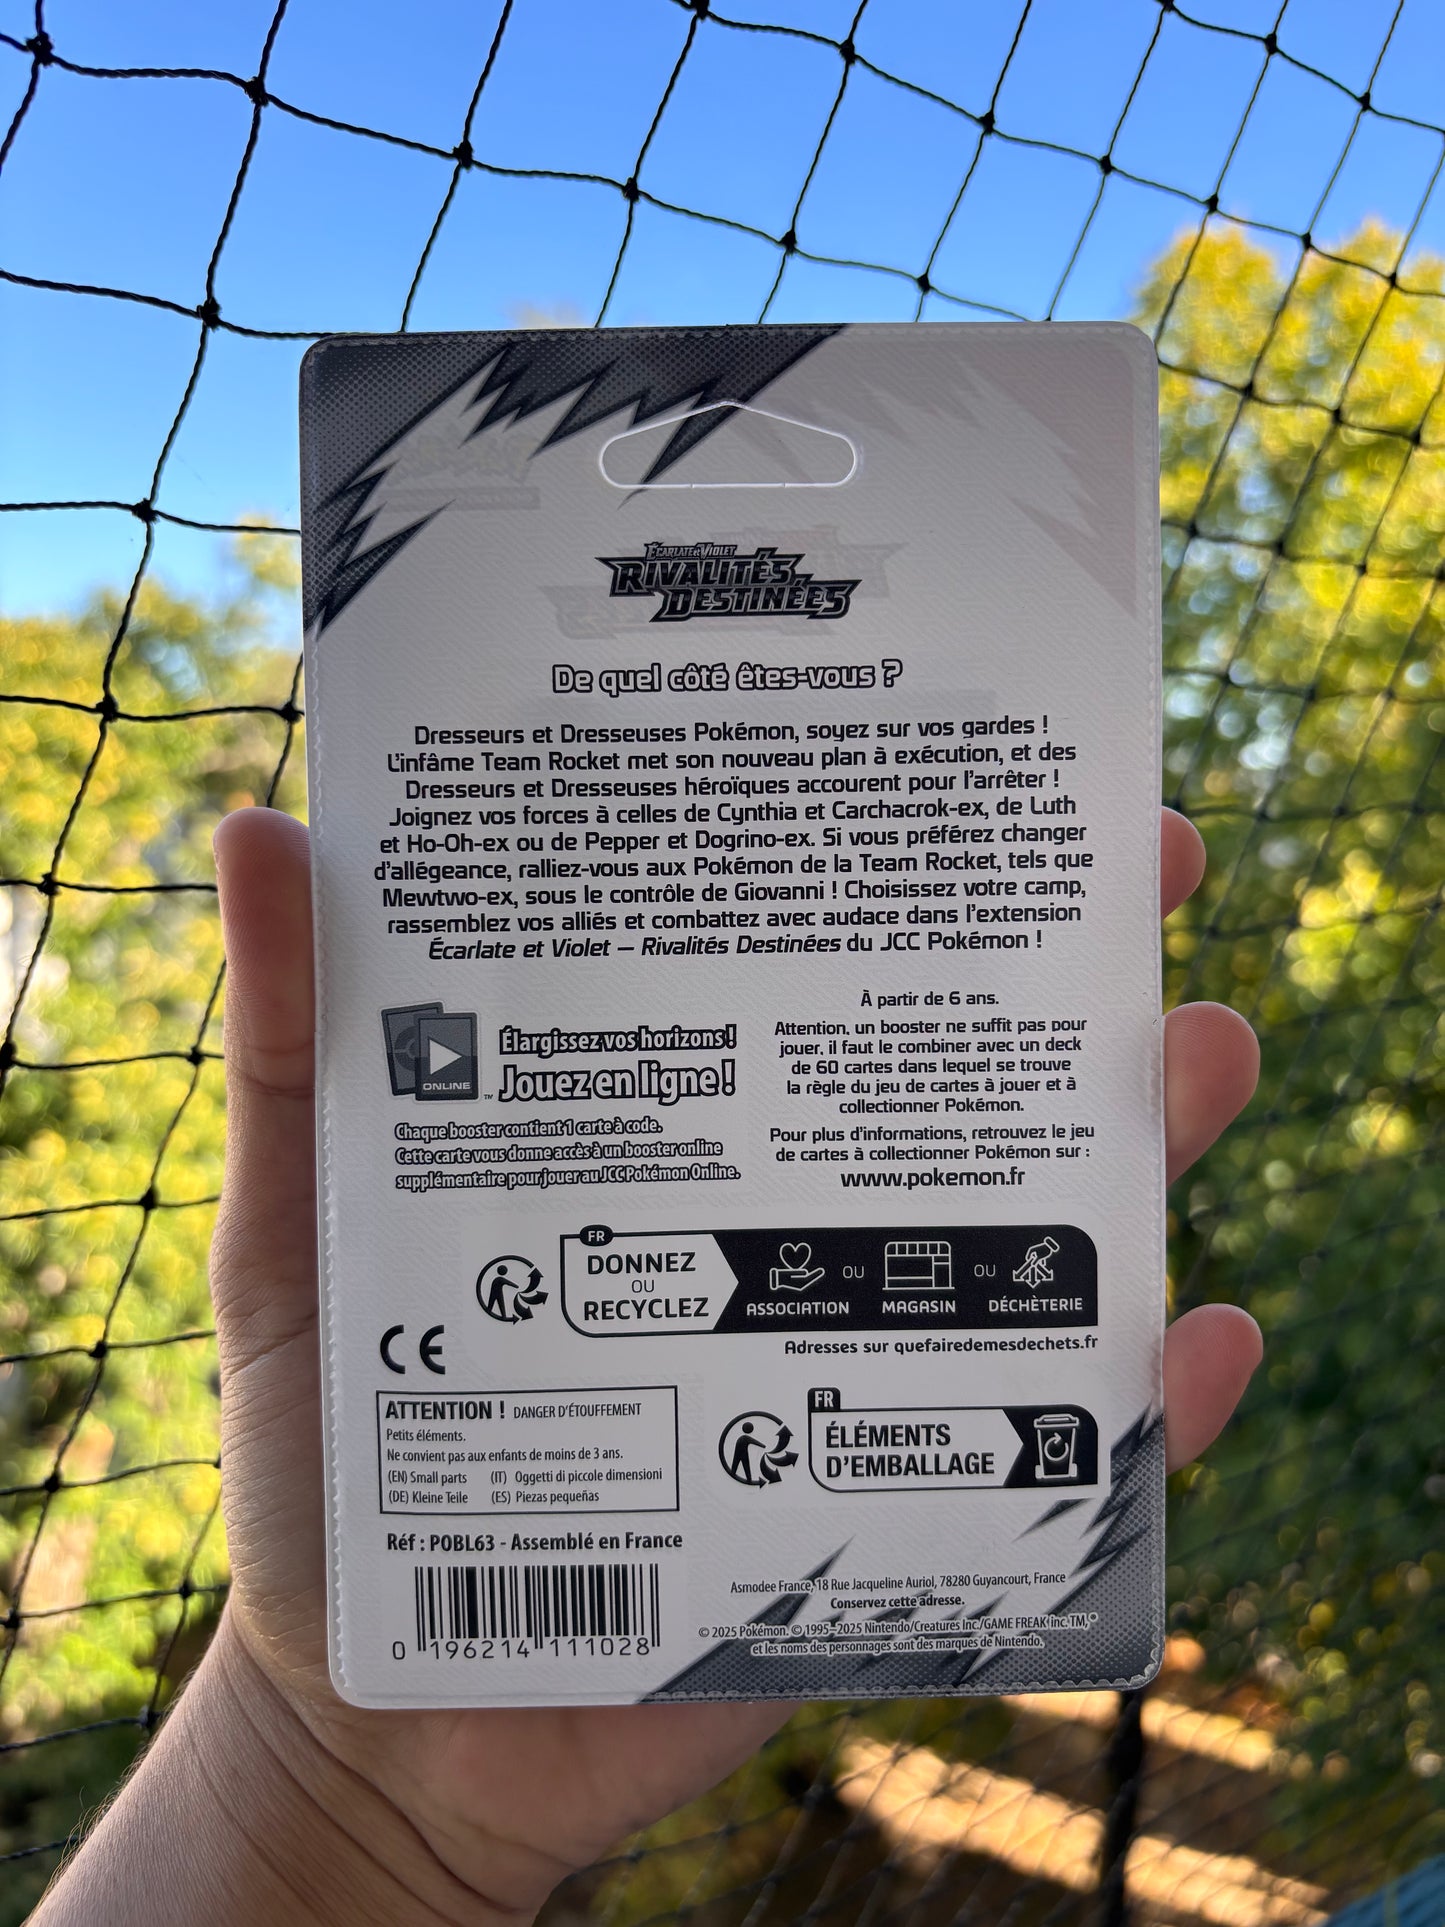 ÉCARLATE ET VIOLET
RIVALITÉS
DESTINÉES
De quel côté êtes-vous ?
Dresseurs et Dresseuses Pokémon, soyez sur vos gardes !
L'infâme Team Rocket met son nouveau plan à exécution, et des
Dresseurs et Dresseuses héroïques accourent pour l'arrêter !
Joignez vos forces à celles de Cynthia et Carchacrok-ex, de Luth
et Ho-Oh-ex ou de Pepper et Dogrino-ex. Si vous préférez changer
d'allégeance, ralliez-vous aux Pokémon de la Team Rocket, tels que
Mewtwo-ex, sous le contrôle de Giovanni ! Choisissez votre camp,
rassemblez vos alliés et combattez avec audace dans l'extension
Écarlate et Violet – Rivalités Destinées du JCC Pokémon !
ONLINE
™
Élargissez vos horizons!
Jouez en ligne!
Chaque booster contient 1 carte à code.
Cette carte vous donne accès à un booster online
supplémentaire pour jouer au JCC Pokémon Online.
À partir de 6 ans.
Attention, un booster ne suffit pas pour
jouer, il faut le combiner avec un deck
de 60 cartes dans lequel se trouve
la règle du jeu de cartes à jouer et à
collectionner Pokémon.
Pour plus d'informations, retrouvez le jeu
de cartes à collectionner Pokémon sur :
www.pokemon.fr
FR
DONNEZ
OU
RECYCLEZ
ASSOCIATION
OU
MAGASIN
OU
DÉCHÈTERIE
Adresses sur quefairedemesdechets.fr
CE
ATTENTION ! DANGER D'ÉTOUFFEMENT
Petits éléments.
Ne convient pas aux enfants de moins de 3 ans.
(EN) Small parts (IT) Oggetti di piccole dimensioni
(DE) Kleine Teile (ES) Piezas pequeñas
FR
ÉLÉMENTS
D'EMBALLAGE
Réf : POBL63 - Assemblé en France
0 196214 111028
Asmodee France, 18 Rue Jacqueline Auriol, 78280 Guyancourt, France
Conservez cette adresse.
© 2025 Pokémon. © 1995–2025 Nintendo/Creatures Inc./GAME FREAK inc. TM, ®
et les noms des personnages sont des marques de Nintendo.